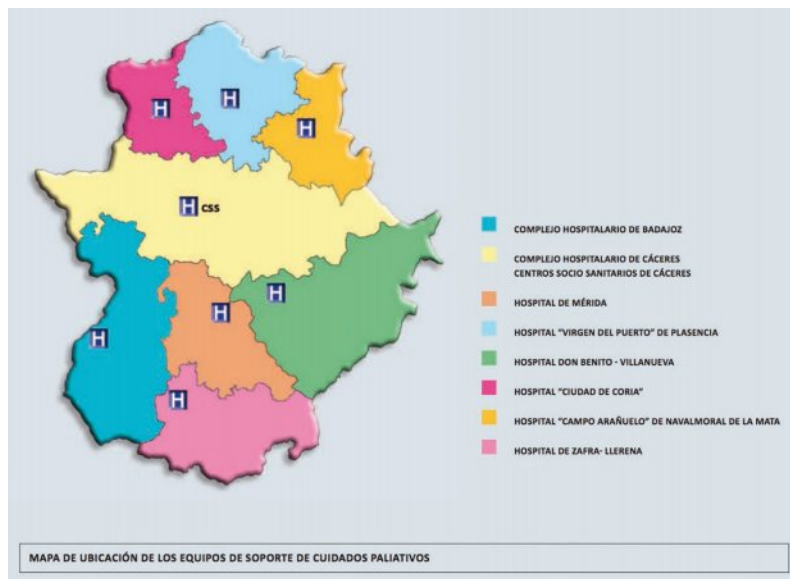 H
H
H
H CSS
H
H
H
H
COMPLEJO HOSPITALARIO DE BADAJOZ
COMPLEJO HOSPITALARIO DE CÁCERES
CENTROS SOCIO SANITARIOS DE CÁCERES
HOSPITAL DE MÉRIDA
HOSPITAL "VIRGEN DEL PUERTO" DE PLASENCIA
HOSPITAL DON BENITO - VILLANUEVA
HOSPITAL "CIUDAD DE CORIA"
HOSPITAL "CAMPO ARAÑUELO" DE NAVALMORAL DE LA MATA
HOSPITAL DE ZAFRA- LLERENA
MAPA DE UBICACIÓN DE LOS EQUIPOS DE SOPORTE DE CUIDADOS PALIATIVOS